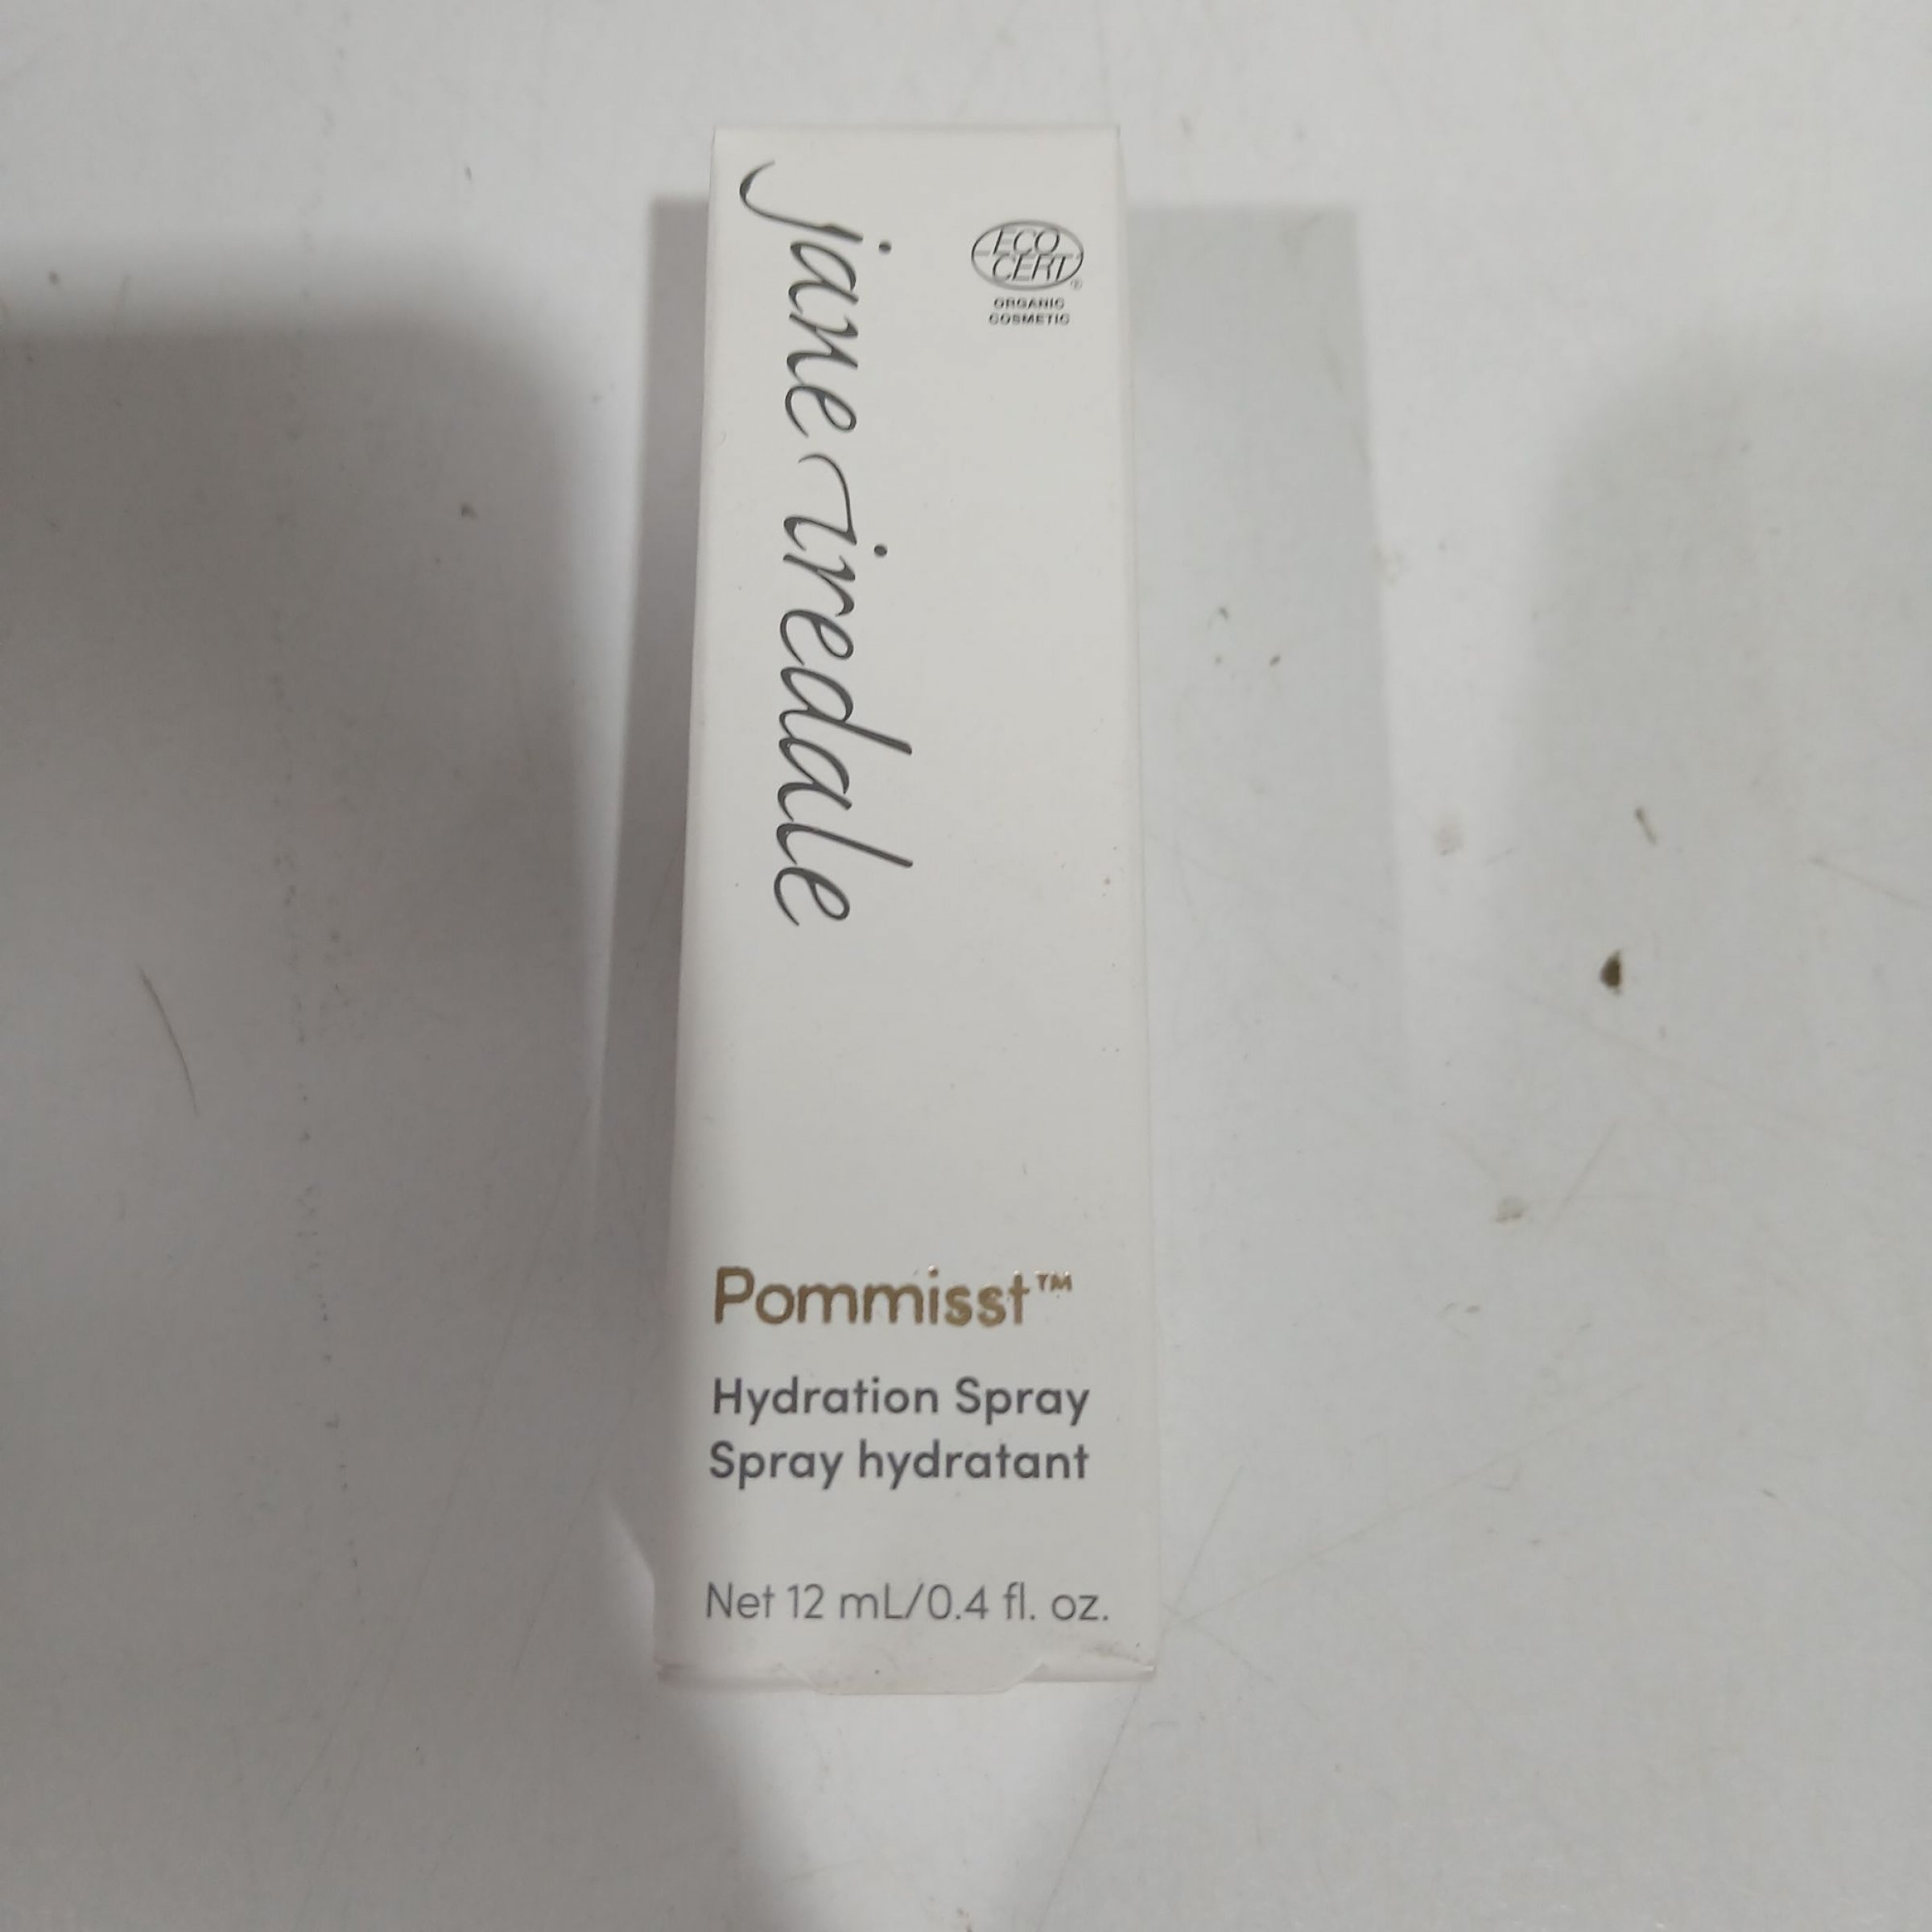 jane iredale
ECO
CERT®
ORGANIC
COSMETIC
Pommisst™
Hydration Spray
Spray hydratant
Net 12 mL/0.4 fl. oz.